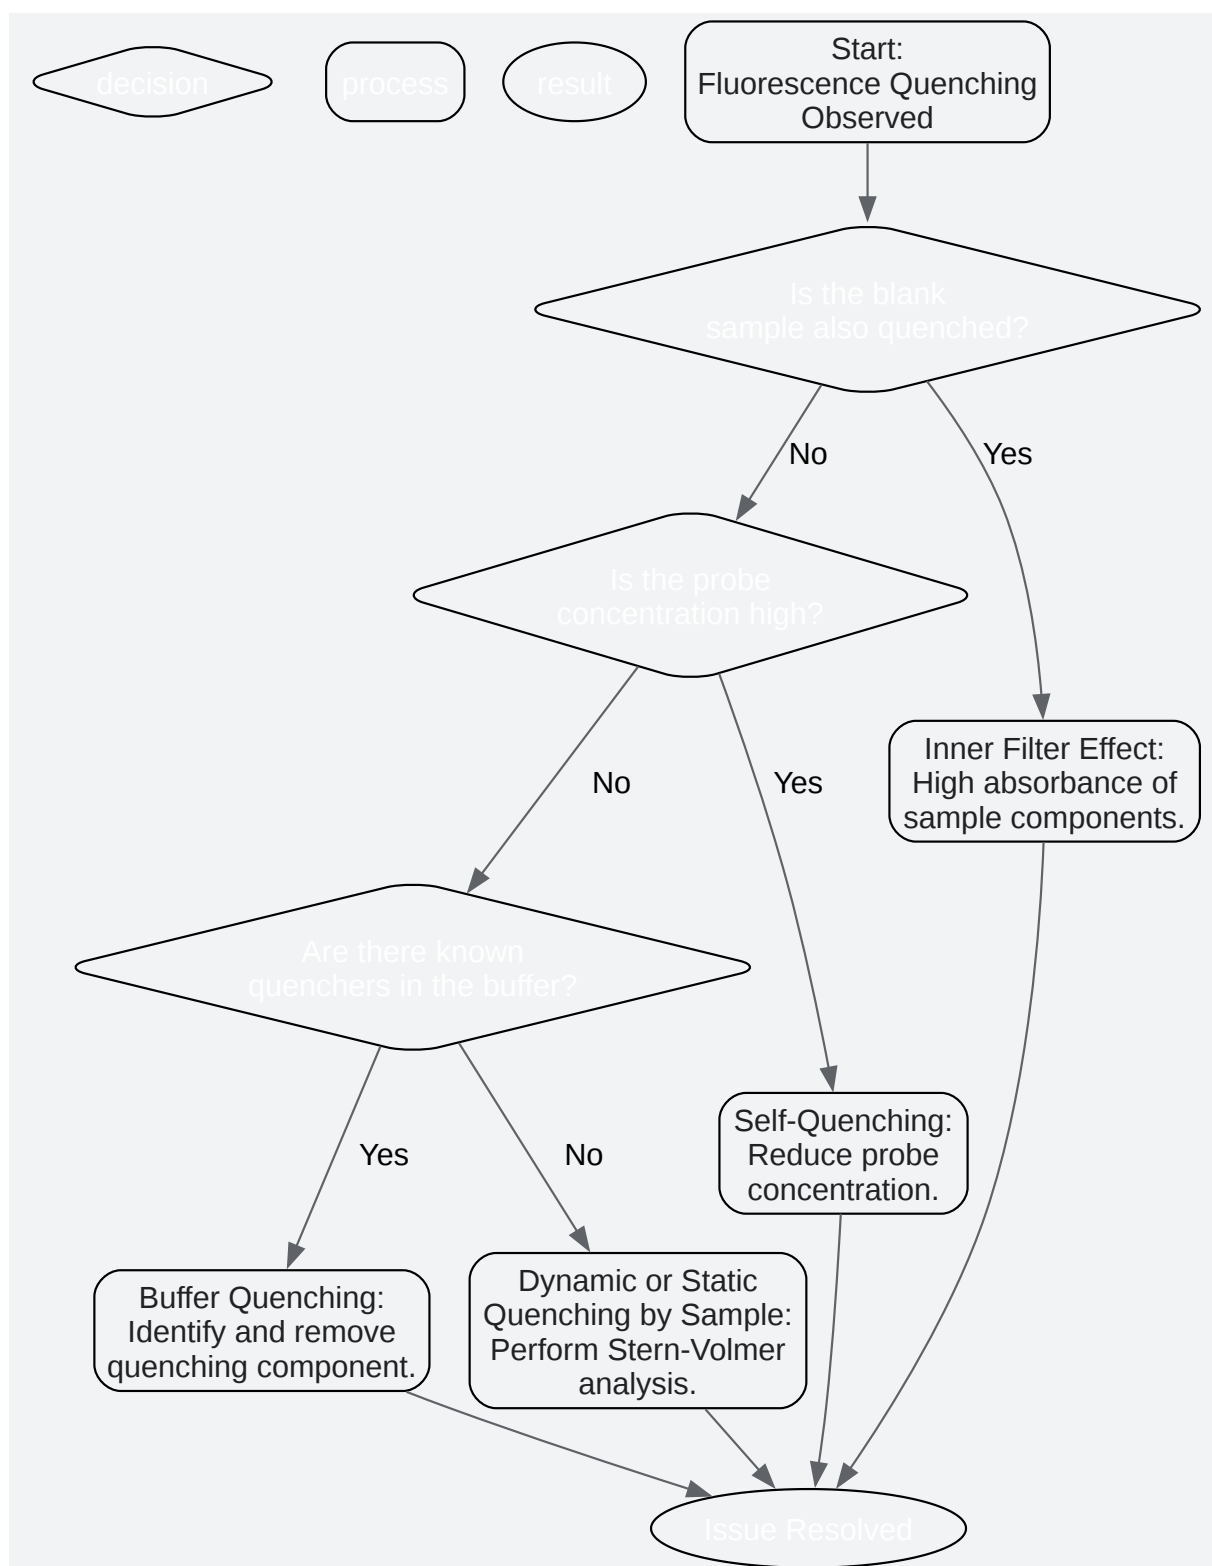 decision
process
result
Start:
Fluorescence Quenching
Observed
Is the blank
sample also quenched?
No
Yes
Is the probe
concentration high?
No
Yes
Inner Filter Effect:
High absorbance of
sample components.
Are there known
quenchers in the buffer?
Yes
No
Self-Quenching:
Reduce probe
concentration.
Buffer Quenching:
Identify and remove
quenching component.
Dynamic or Static
Quenching by Sample:
Perform Stern-Volmer
analysis.
Issue Resolved